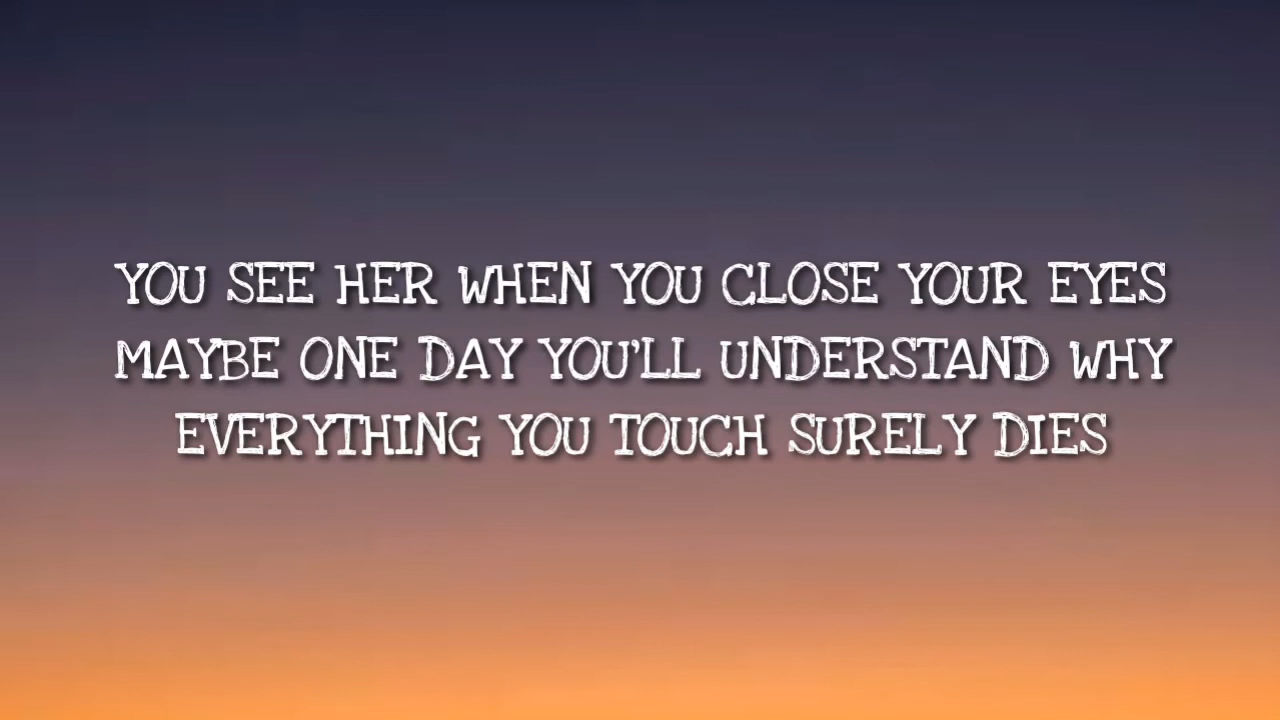 YOU SEE HER WHEN YOU CLOSE YOUR EYES
MAYBE ONE DAY YOU'LL UNDERSTAND WHY
EVERYTHING YOU TOUCH SURELY DIES